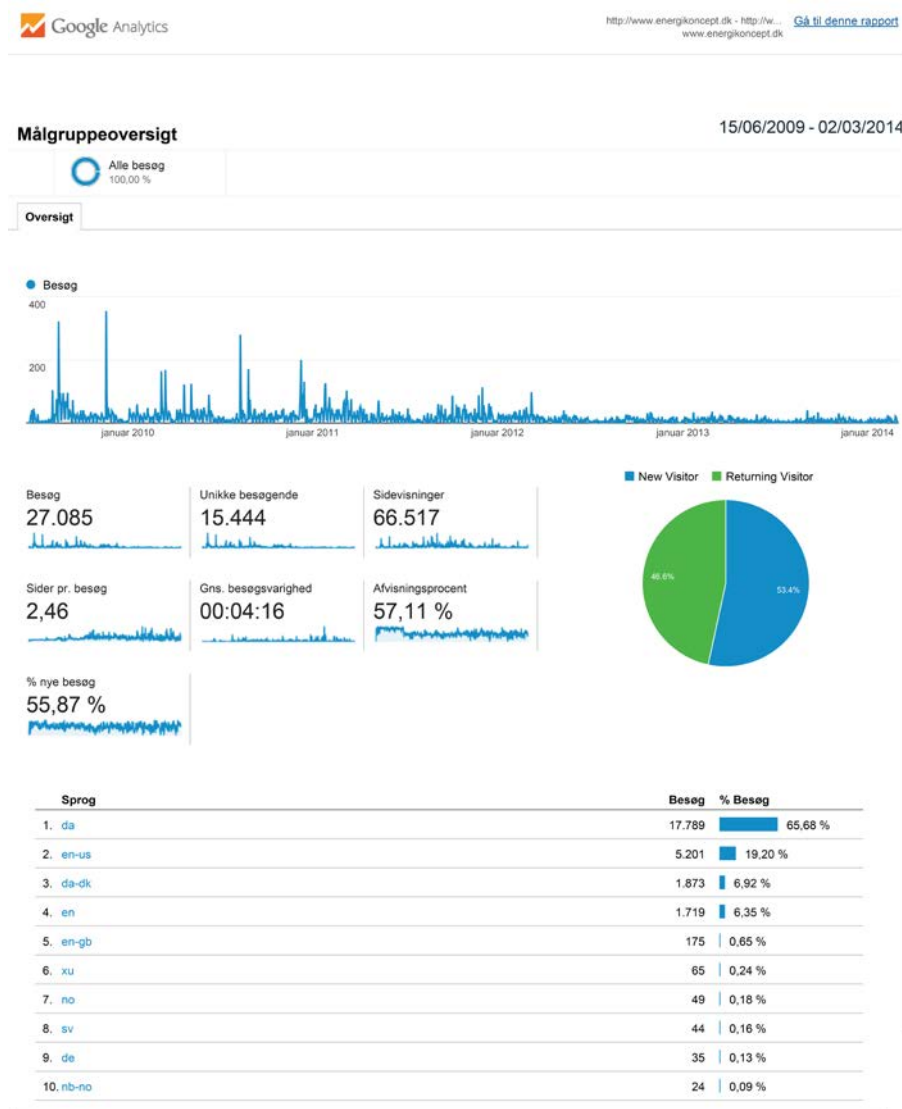 Google Analytics
http://www.energikoncept.dk - http://w...
www.energikoncept.dk
Gå til denne rapport
Målgruppeoversigt
15/06/2009 - 02/03/2014
Alle besøg
100,00 %
Oversigt
Besøg
400
200
januar 2010
januar 2011
januar 2012
januar 2013
januar 2014
Besøg
27.085
Unikke besøgende
15.444
Sidevisninger
66.517
Sider pr. besøg
2,46
Gns. besøgsvarighed
00:04:16
Afvisningsprocent
57,11 %
% nye besøg
55,87 %
New Visitor
Returning Visitor
46.6%
53.4%
Sprog Besøg % Besøg
1. da 17.789 65,68 %
2. en-us 5.201 19,20 %
3. da-dk 1.873 6,92 %
4. en 1.719 6,35 %
5. en-gb 175 0,65 %
6. xu 65 0,24 %
7. no 49 0,18 %
8. sv 44 0,16 %
9. de 35 0,13 %
10. nb-no 24 0,09 %